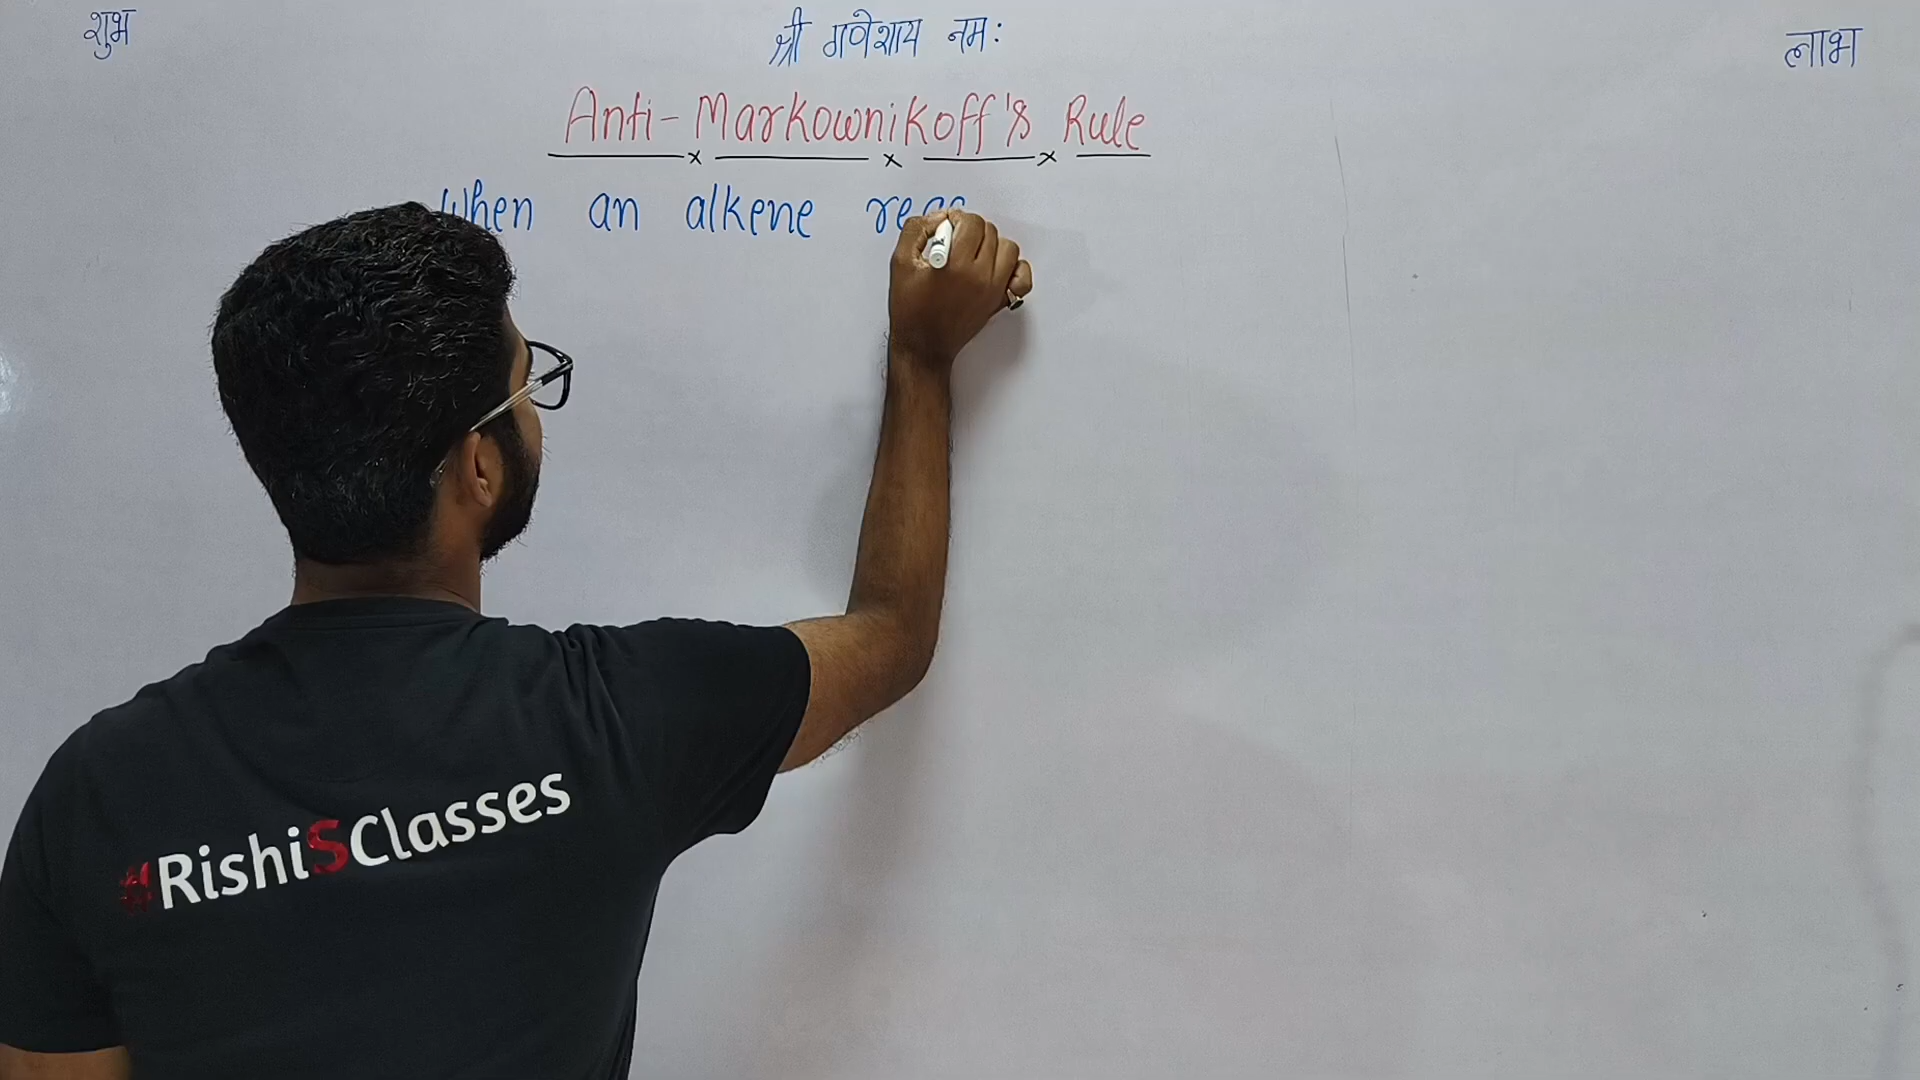 शुभ श्री गणेशाय नमः लाभ
Anti-Markownikoff's Rule
When an alkene
#RishiSClasses